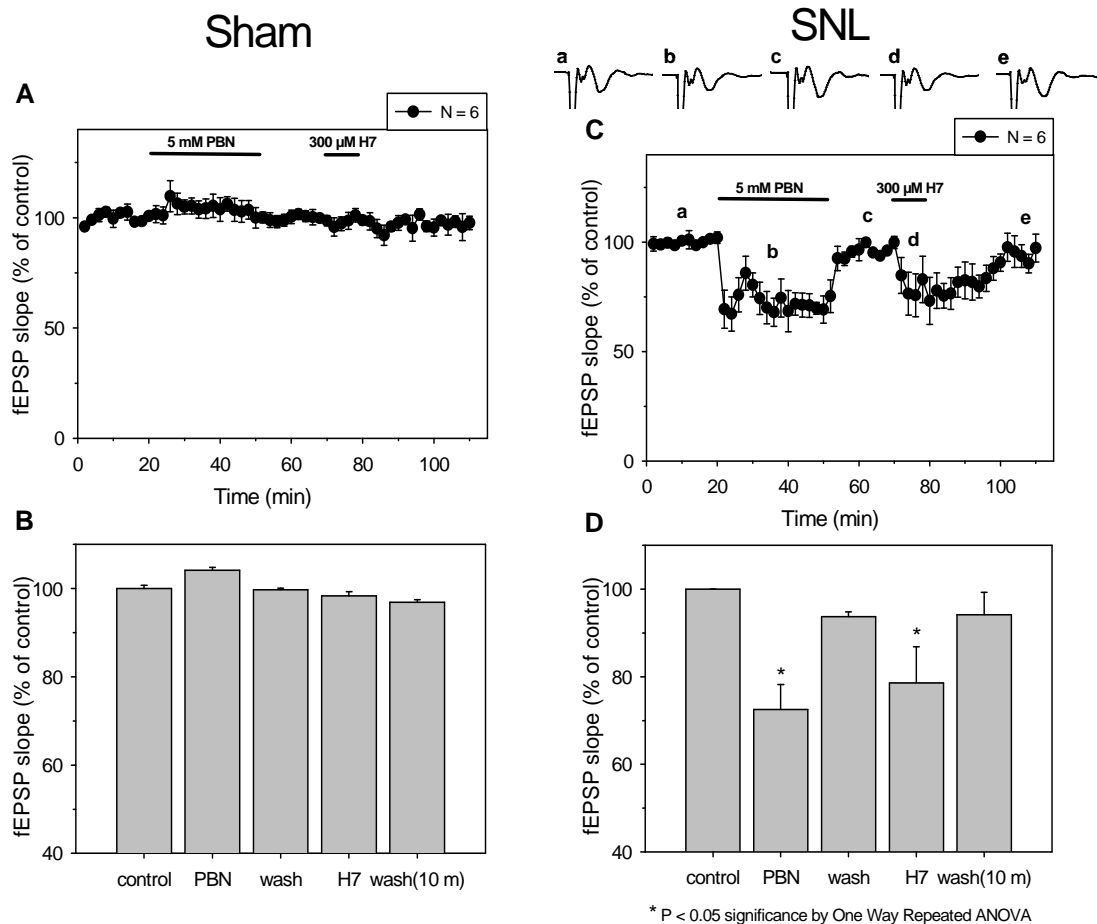 Sham
A
N = 6
5 mM PBN
300 µM H7
fEPSP slope (% of control)
100
50
0
0 20 40 60 80 100
Time (min)
B
fEPSP slope (% of control)
100
80
60
40
control PBN wash H7 wash(10 m)
SNL
a b c d e
C
N = 6
5 mM PBN
300 µM H7
a b c d e
fEPSP slope (% of control)
100
50
0
0 20 40 60 80 100
Time (min)
D
fEPSP slope (% of control)
100
80
60
40
* *
control PBN wash H7 wash(10 m)
* P < 0.05 significance by One Way Repeated ANOVA